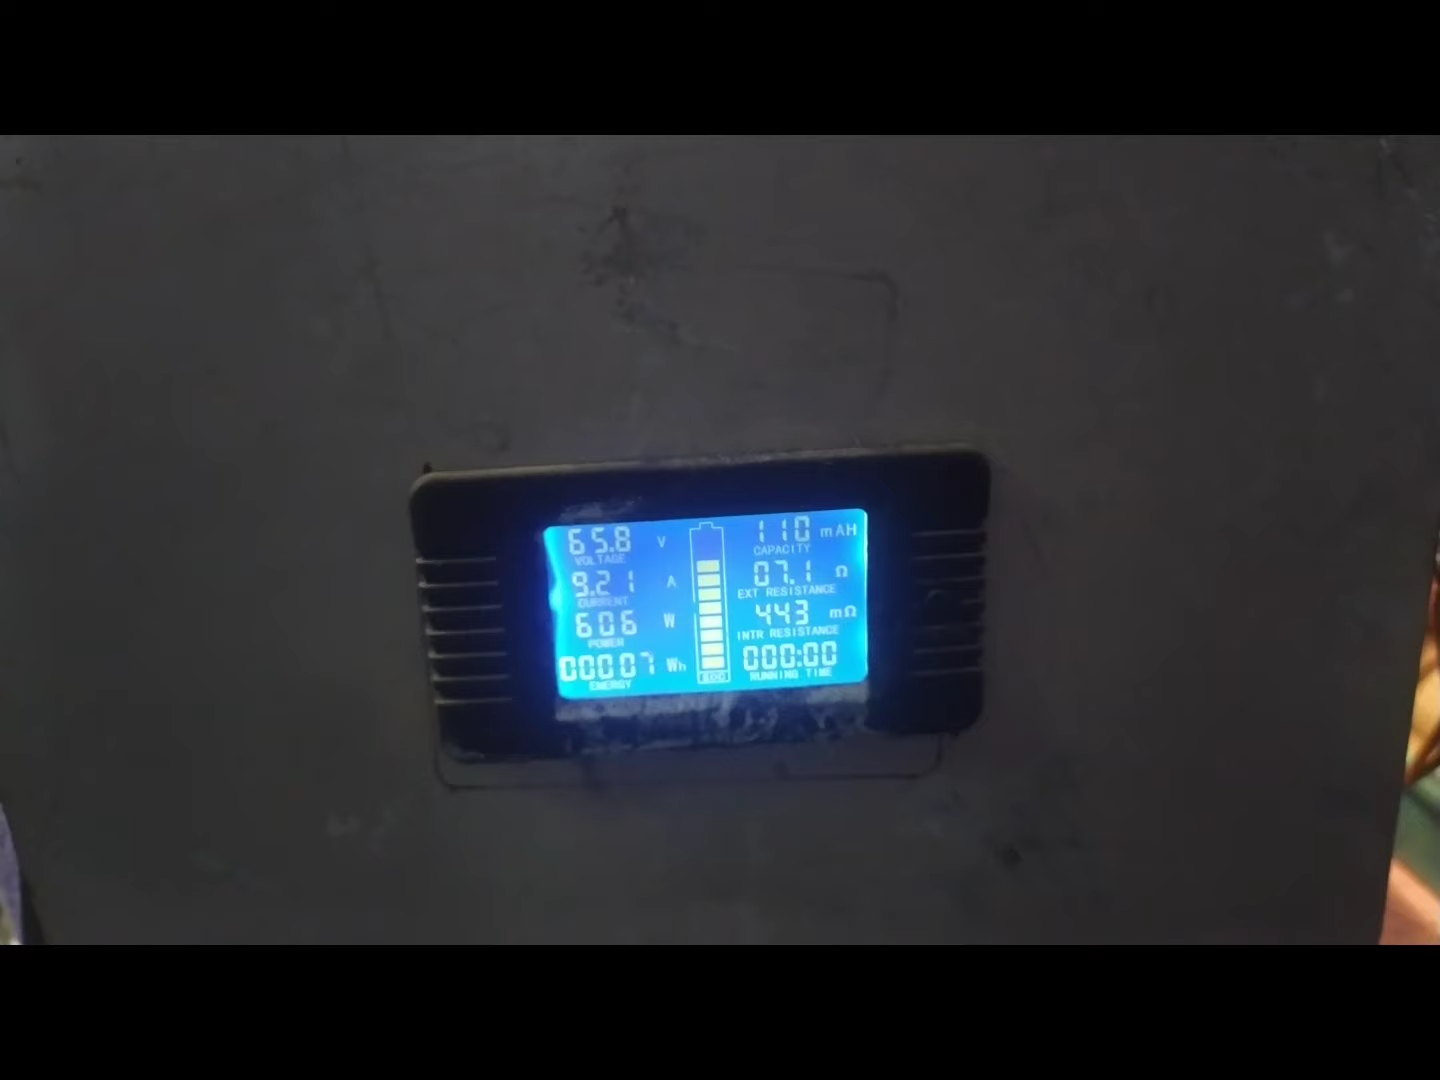 65.8 V
VOLTAGE
9.21 A
CURRENT
606 W
POWER
00007 Wh
ENERGY
SOC
110 mAH
CAPACITY
07.1 Ω
EXT RESISTANCE
443 mΩ
INTR RESISTANCE
000:00
RUNNING TIME